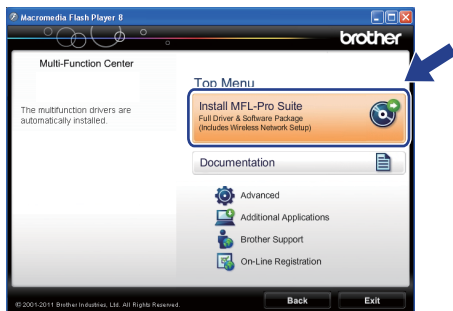 Macromedia Flash Player 8
brother
Multi-Function Center
Top Menu
The multifunction drivers are
automatically installed.
Install MFL-Pro Suite
Full Driver & Software Package
(Includes Wireless Network Setup)
Documentation
Advanced
Additional Applications
Brother Support
On-Line Registration
© 2001-2011 Brother Industries, Ltd. All Rights Reserved.
Back
Exit